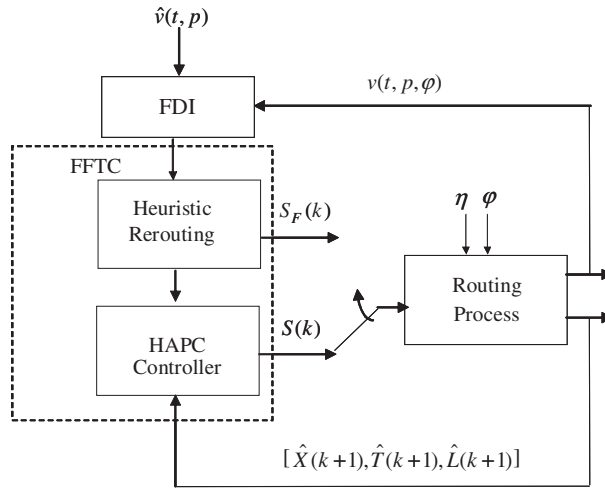 v̂(t, p)
v(t, p, φ)
FDI
FFTC
Heuristic
Rerouting
S_F(k)
η φ
Routing
Process
S(k)
HAPC
Controller
[X̂(k+1), T̂(k+1), L̂(k+1)]